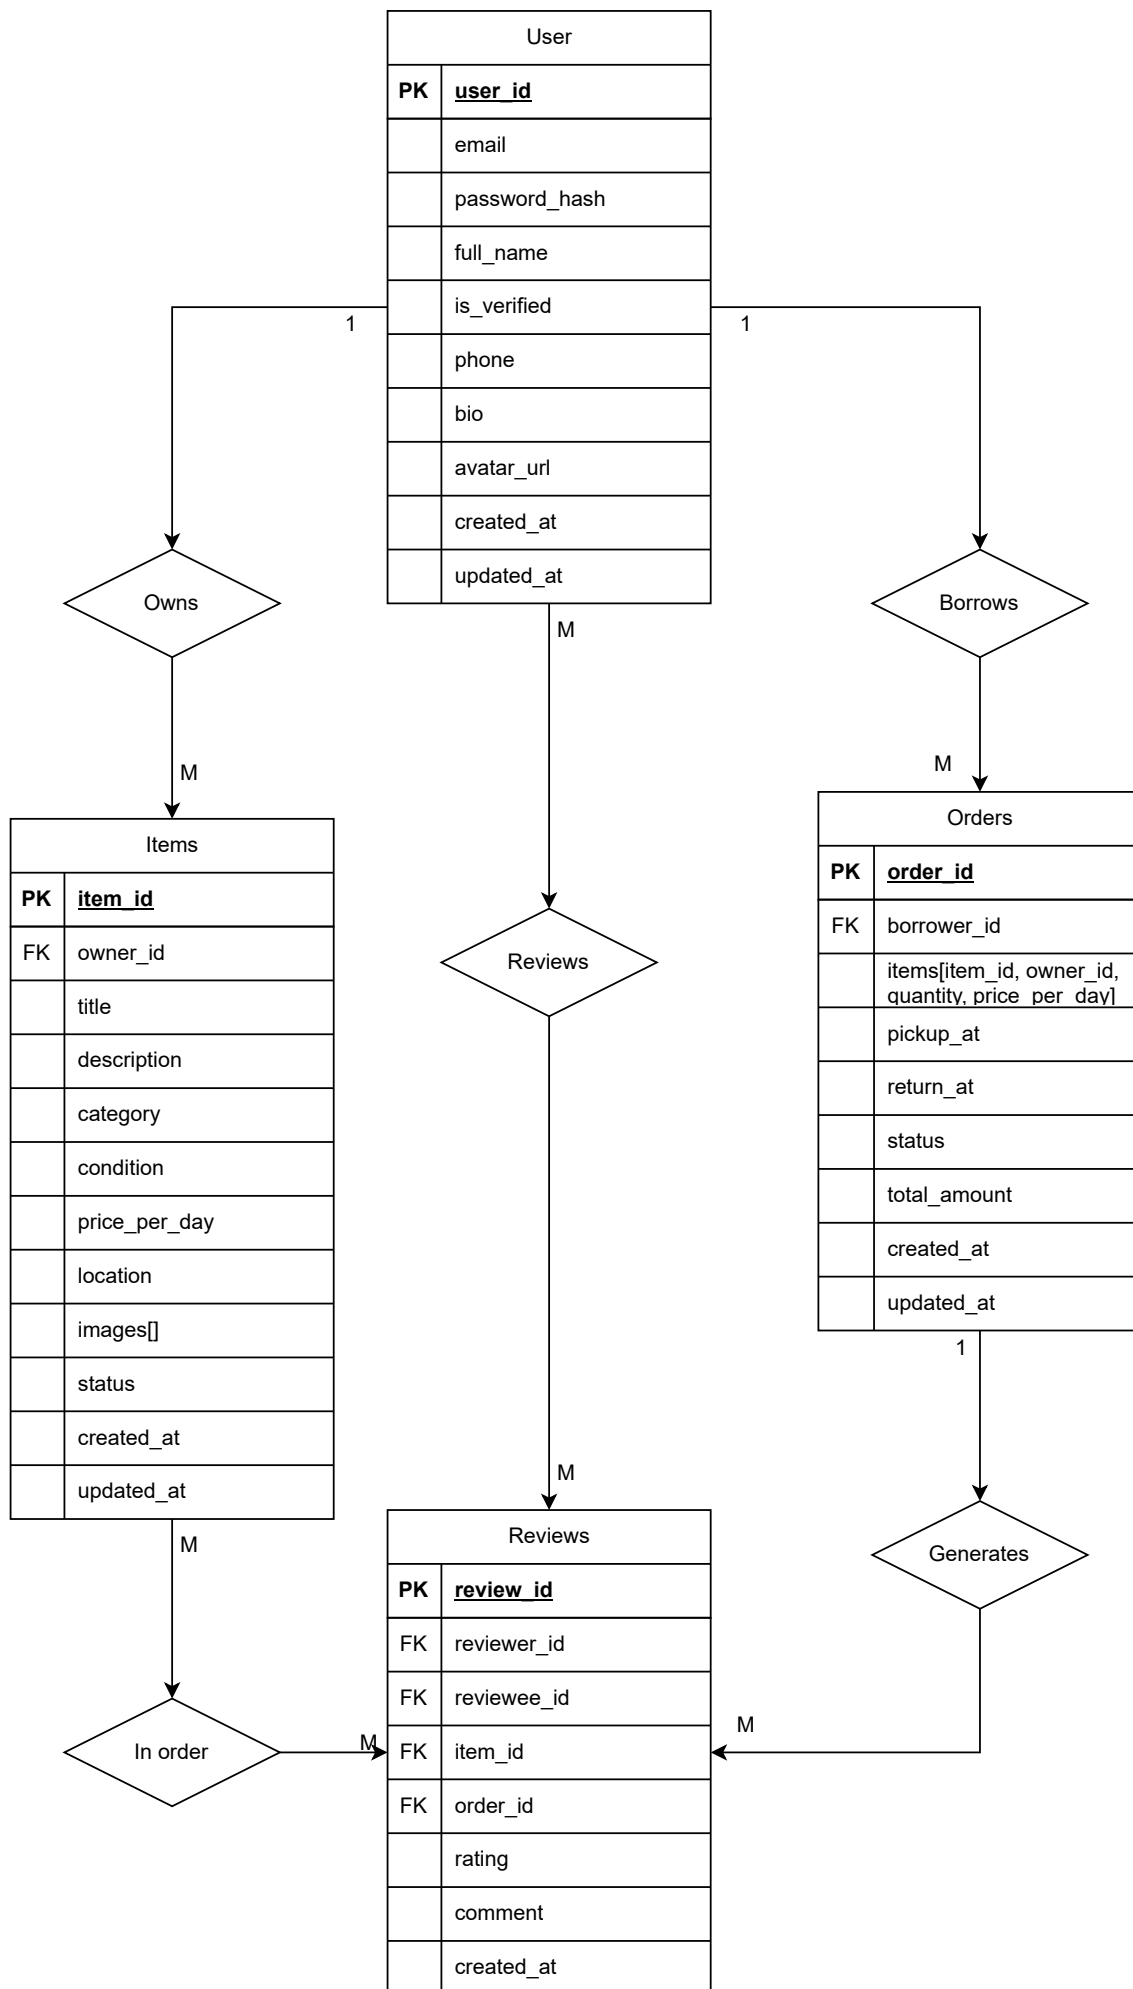 User
PK user_id
email
password_hash
full_name
is_verified
1
1
phone
bio
avatar_url
created_at
updated_at
Owns
Borrows
M
M
M
Items
PK item_id
FK owner_id
title
description
category
condition
price_per_day
location
images[]
status
created_at
updated_at
Reviews
Orders
PK order_id
FK borrower_id
items[item_id, owner_id,
quantity, price_per_day]
pickup_at
return_at
status
total_amount
created_at
updated_at
1
M
M
Generates
In order
M
M
Reviews
PK review_id
FK reviewer_id
FK reviewee_id
FK item_id
FK order_id
rating
comment
created_at